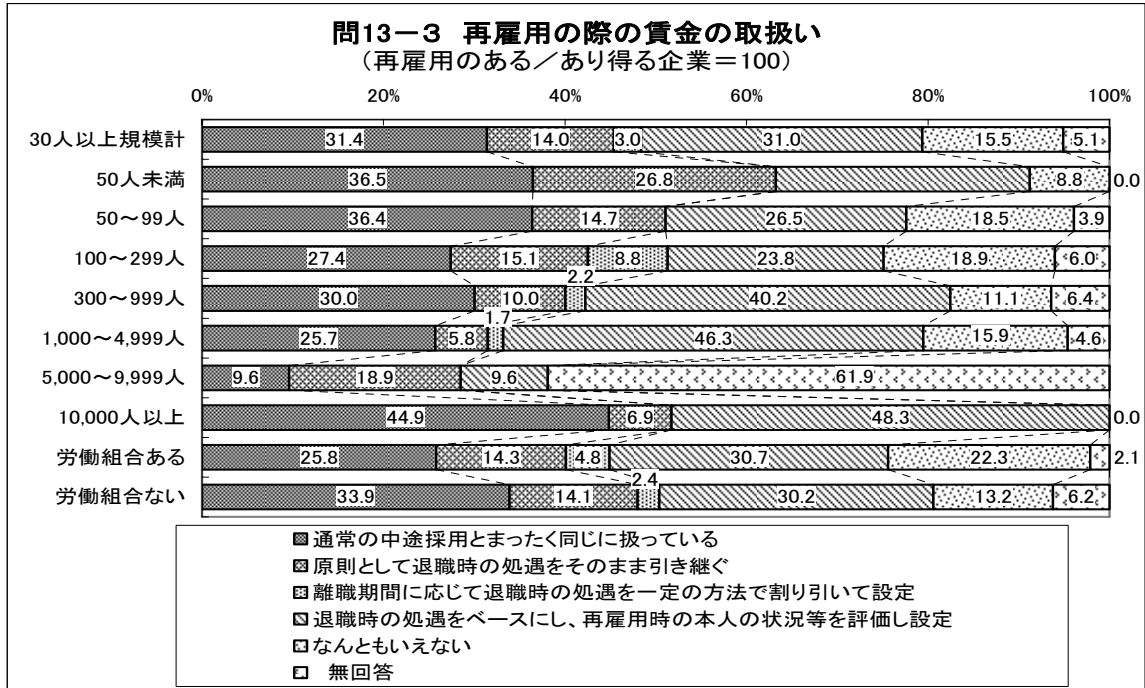 問13－3 再雇用の際の賃金の取扱い
（再雇用のある／あり得る企業＝100）
0% 20% 40% 60% 80% 100%
30人以上規模計 31.4 14.0 3.0 31.0 15.5 5.1
50人未満 36.5 26.8 8.8 0.0
50～99人 36.4 14.7 26.5 18.5 3.9
100～299人 27.4 15.1 8.8 23.8 18.9 6.0
2.2
300～999人 30.0 10.0 40.2 11.1 6.4
1.7
1,000～4,999人 25.7 5.8 46.3 15.9 4.6
5,000～9,999人 9.6 18.9 9.6 61.9
10,000人以上 44.9 6.9 48.3 0.0
労働組合ある 25.8 14.3 4.8 30.7 22.3 2.1
2.4
労働組合ない 33.9 14.1 30.2 13.2 6.2
通常の中途採用とまったく同じに扱っている
原則として退職時の処遇をそのまま引き継ぐ
離職期間に応じて退職時の処遇を一定の方法で割り引いて設定
退職時の処遇をベースにし、再雇用時の本人の状況等を評価し設定
なんともいえない
無回答